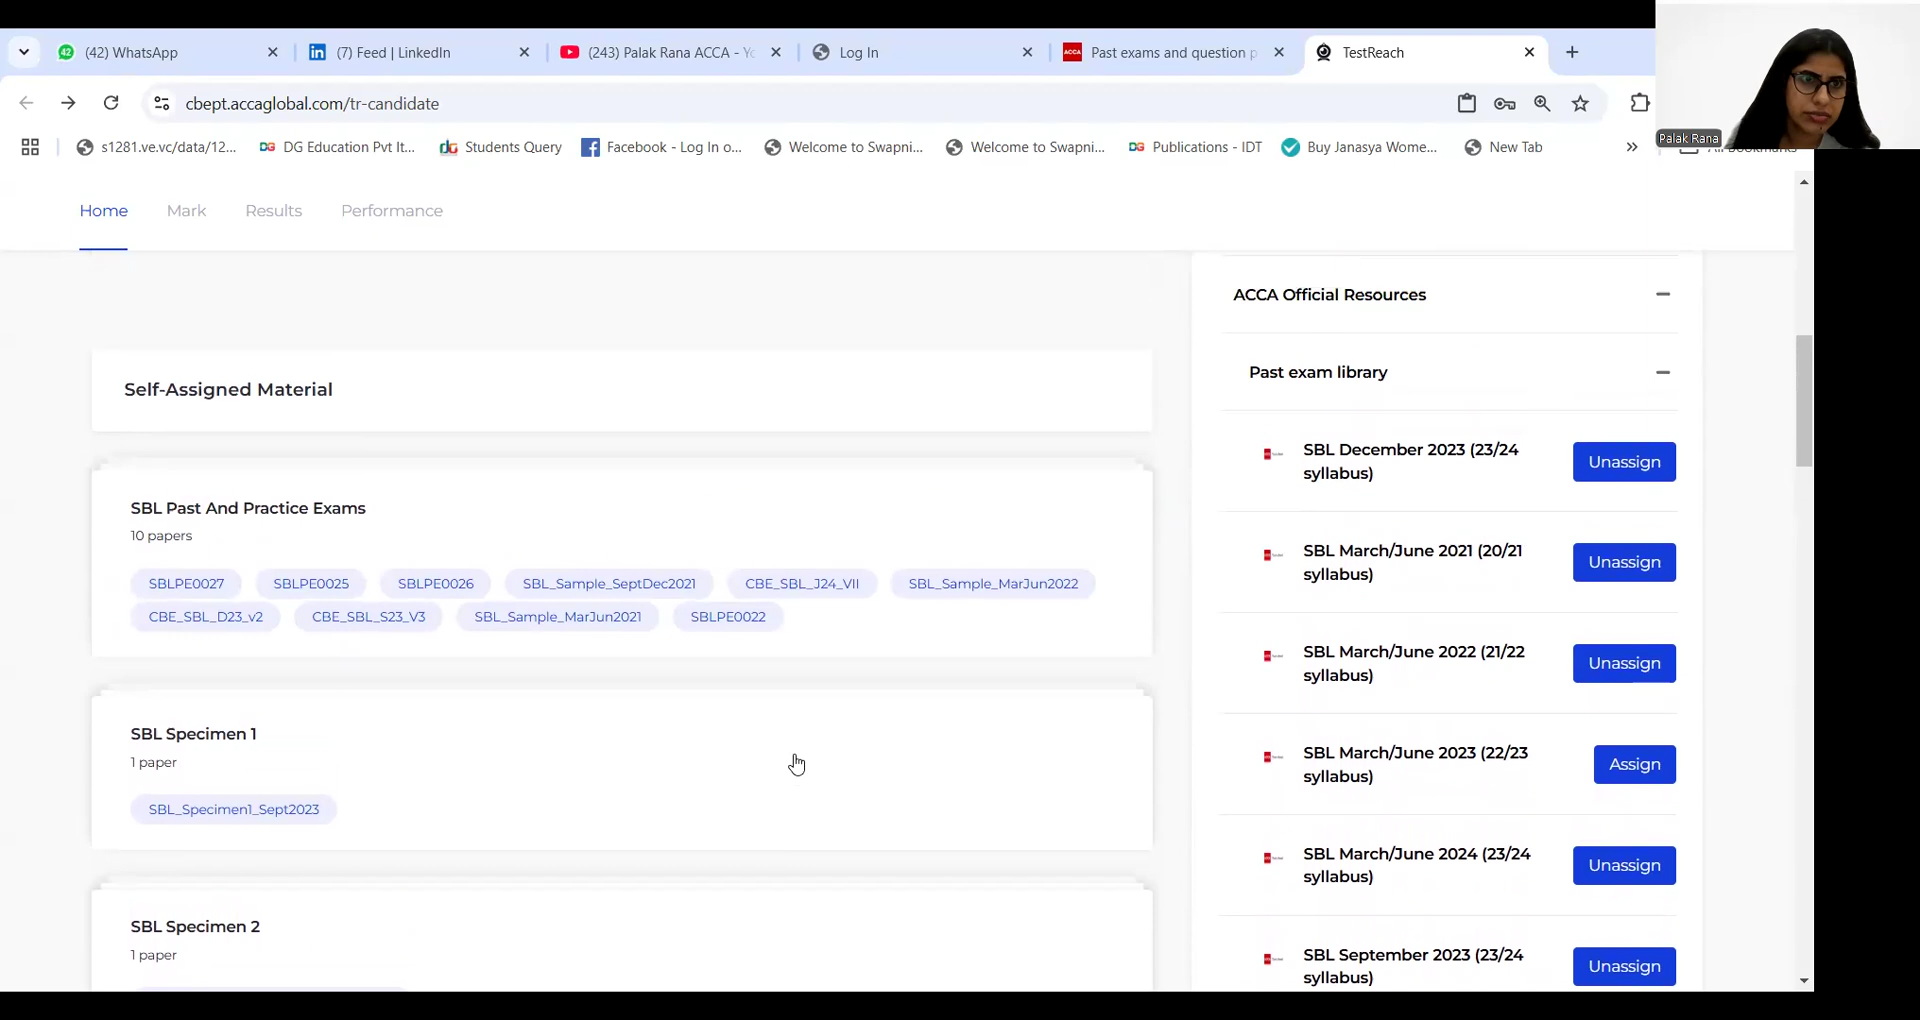 42
(42) WhatsApp
(7) Feed | LinkedIn
(243) Palak Rana ACCA - Yo
Log In
ACCA
Past exams and question p
TestReach
cbept.accaglobal.com/tr-candidate
s1281.ve.vc/data/12...
DG Education Pvt lt...
Students Query
Facebook - Log In o...
Welcome to Swapni...
Welcome to Swapni...
Publications - IDT
Buy Janasya Wome...
New Tab
All Bookmarks
Palak Rana
Home
Mark
Results
Performance
Self-Assigned Material
SBL Past And Practice Exams
10 papers
SBLPE0027
SBLPE0025
SBLPE0026
SBL_Sample_SeptDec2021
CBE_SBL_J24_VII
SBL_Sample_MarJun2022
CBE_SBL_D23_v2
CBE_SBL_S23_V3
SBL_Sample_MarJun2021
SBLPE0022
SBL Specimen 1
1 paper
SBL_Specimen1_Sept2023
SBL Specimen 2
1 paper
ACCA Official Resources
Past exam library
SBL December 2023 (23/24
syllabus)
Unassign
SBL March/June 2021 (20/21
syllabus)
Unassign
SBL March/June 2022 (21/22
syllabus)
Unassign
SBL March/June 2023 (22/23
syllabus)
Assign
SBL March/June 2024 (23/24
syllabus)
Unassign
SBL September 2023 (23/24
syllabus)
Unassign